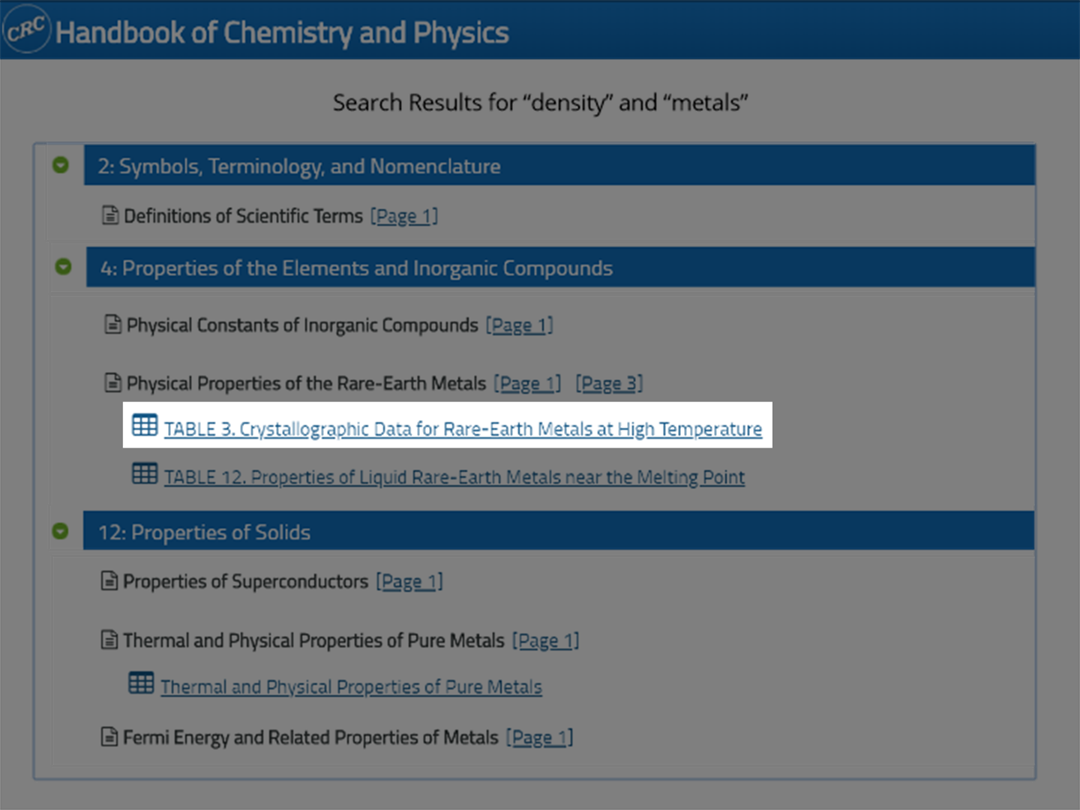 CRC Handbook of Chemistry and Physics
Search Results for “density” and “metals”
2: Symbols, Terminology, and Nomenclature
Definitions of Scientific Terms [Page 1]
4: Properties of the Elements and Inorganic Compounds
Physical Constants of Inorganic Compounds [Page 1]
Physical Properties of the Rare-Earth Metals [Page 1] [Page 3]
TABLE 3. Crystallographic Data for Rare-Earth Metals at High Temperature
TABLE 12. Properties of Liquid Rare-Earth Metals near the Melting Point
12: Properties of Solids
Properties of Superconductors [Page 1]
Thermal and Physical Properties of Pure Metals [Page 1]
Thermal and Physical Properties of Pure Metals
Fermi Energy and Related Properties of Metals [Page 1]